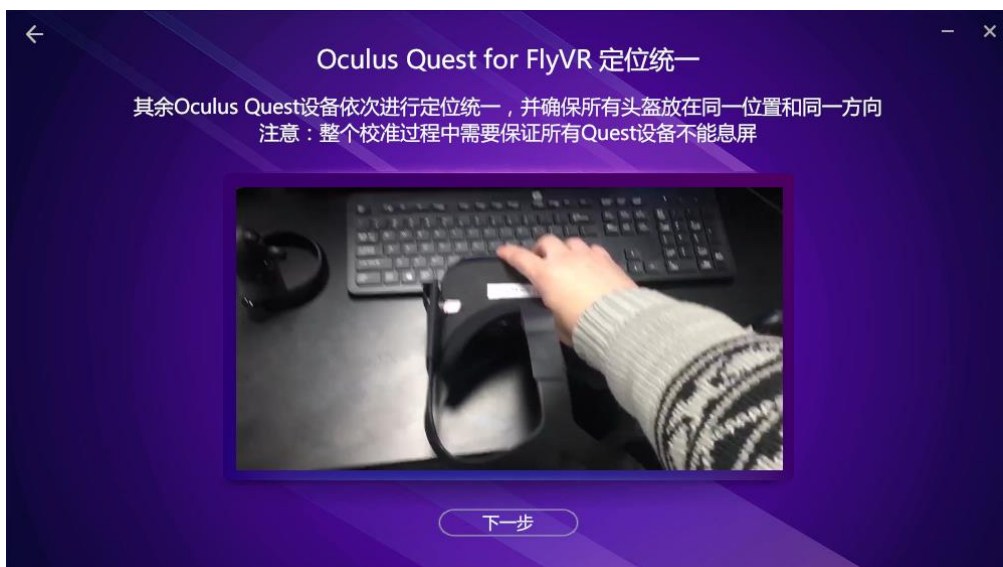 Oculus Quest for FlyVR 定位统一
其余Oculus Quest设备依次进行定位统一，并确保所有头盔放在同一位置和同一方向
注意：整个校准过程中需要保证所有Quest设备不能息屏
下一步